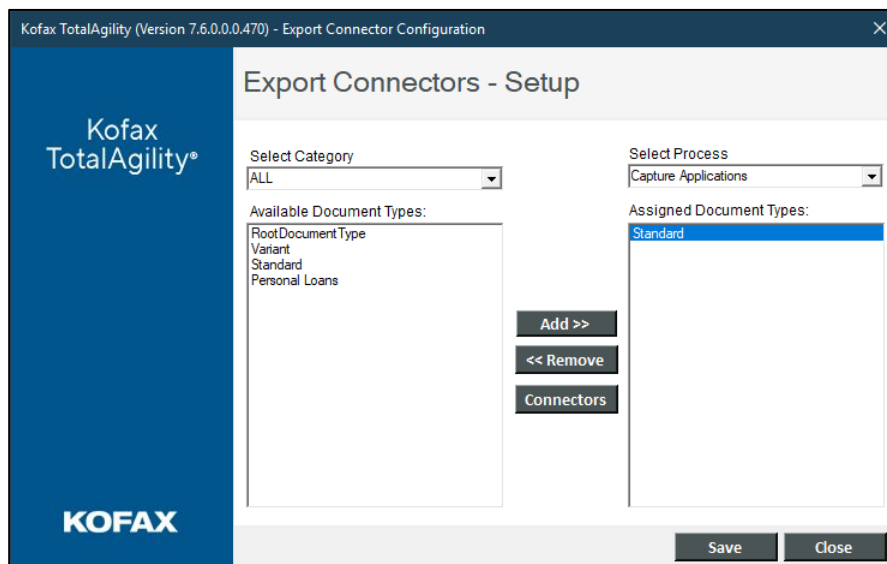 Kofax TotalAgility (Version 7.6.0.0.0.470) - Export Connector Configuration
Kofax
TotalAgility®
Export Connectors - Setup
Select Category
ALL
Select Process
Capture Applications
Available Document Types:
RootDocumentType
Variant
Standard
Personal Loans
Assigned Document Types:
Standard
Add >>
<< Remove
Connectors
KOFAX
Save
Close